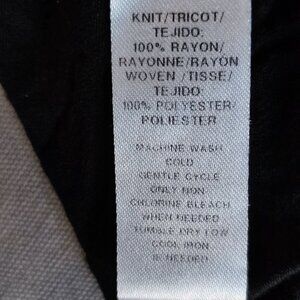 KNIT/TRICOT/
TEJIDO:
100% RAYON/
RAYONNE/RAYON
WOVEN /TISSE/
TEJIDO:
100% POLYESTER-
POLIESTER
MACHINE WASH
COLD
GENTLE CYCLE
ONLY NON
CHLORINE BLEACH
WHEN NEEDED
TUMBLE DRY LOW
COOL IRON
IF NEEDED